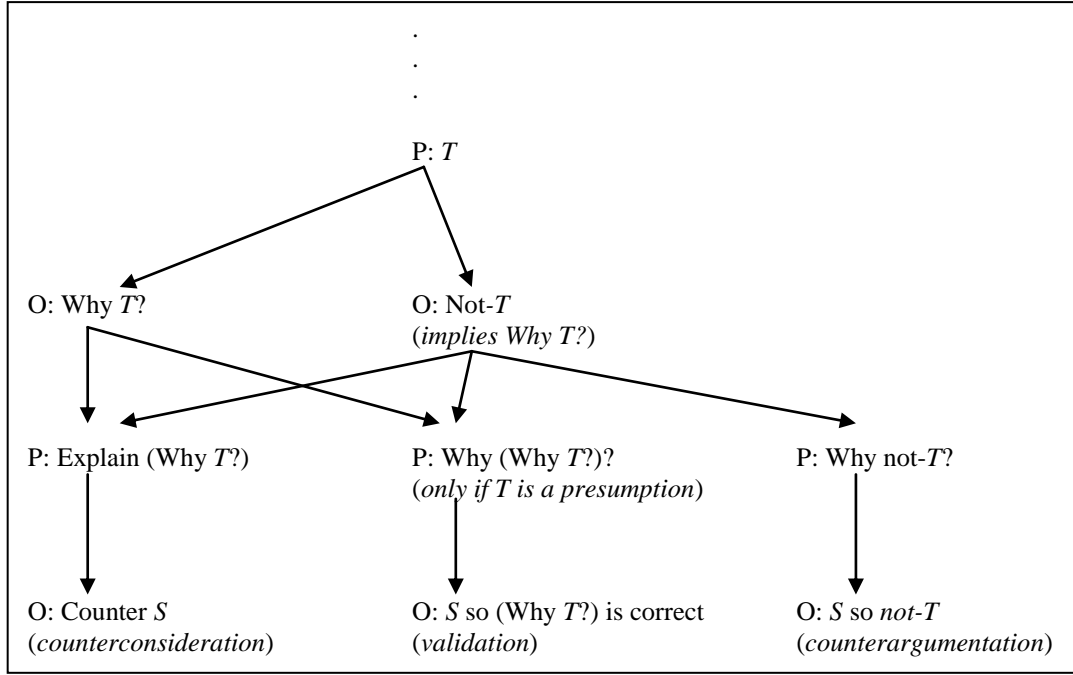 .
.
.
P: T
O: Why T?
O: Not-T
(implies Why T?)
P: Explain (Why T?)
P: Why (Why T?)?
(only if T is a presumption)
P: Why not-T?
O: Counter S
(counterconsideration)
O: S so (Why T?) is correct
(validation)
O: S so not-T
(counterargumentation)